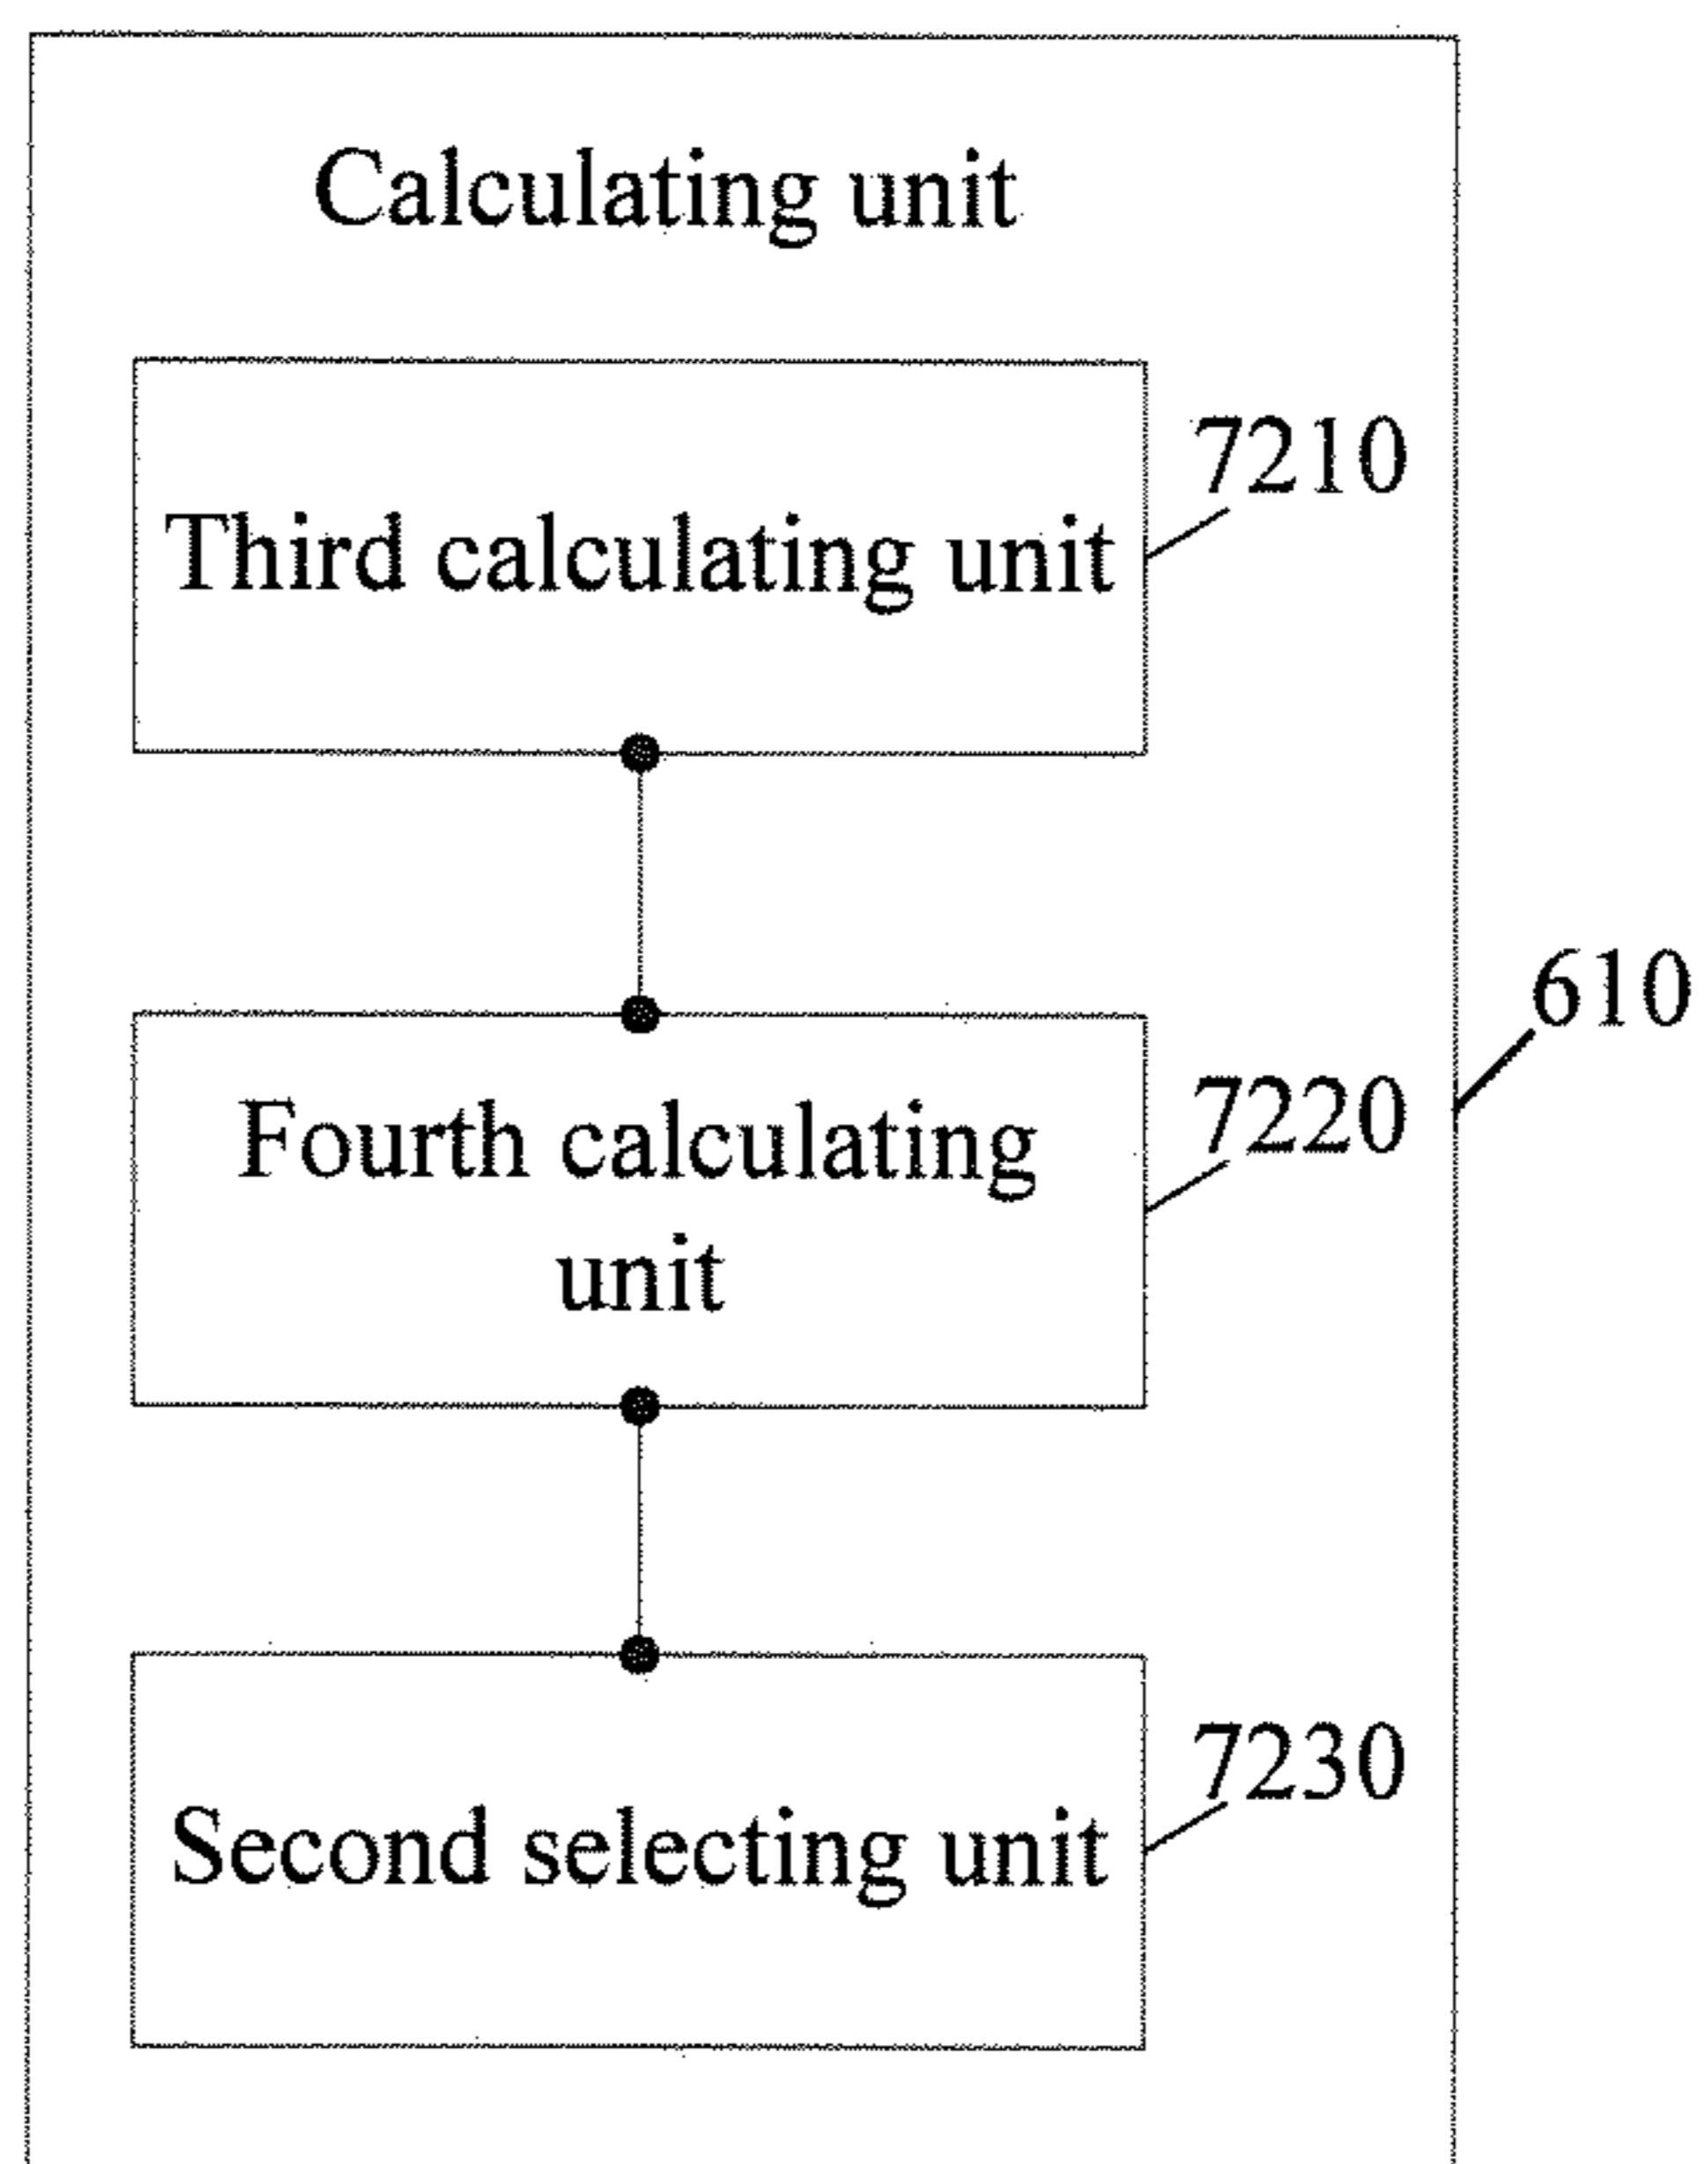 Calculating unit
7210
Third calculating unit
610
7220
Fourth calculating
unit
7230
Second selecting unit